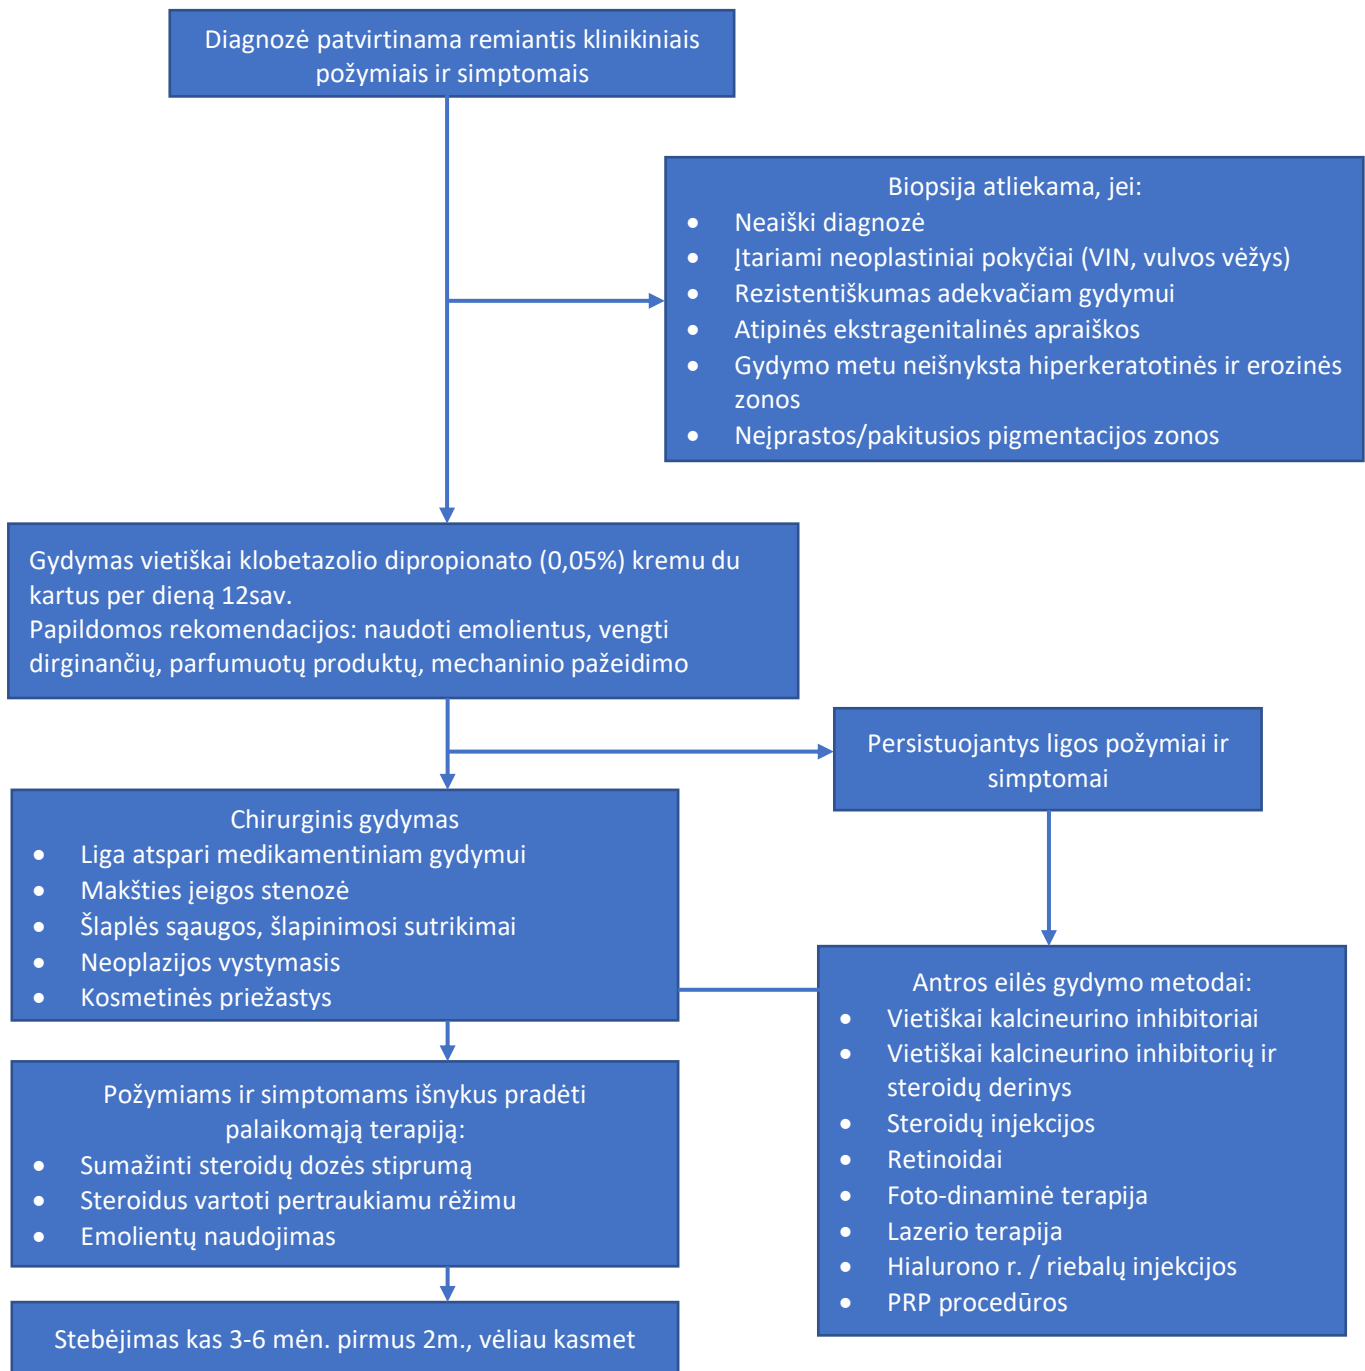 Diagnozė patvirtinama remiantis klinikiniais
požymiais ir simptomais
Biopsija atliekama, jei:
• Neaiški diagnozė
• Įtariami neoplastiniai pokyčiai (VIN, vulvos vėžys)
• Rezistentiškumas adekvačiam gydymui
• Atipinės ekstragenitalinės apraiškos
• Gydymo metu neišnyksta hiperkeratotinės ir erozinės
zonos
• Neįprastos/pakitusios pigmentacijos zonos
Gydymas vietiškai klobetazolio dipropionato (0,05%) kremu du
kartus per dieną 12sav.
Papildomos rekomendacijos: naudoti emolientus, vengti
dirginančių, parfumuotų produktų, mechaninio pažeidimo
Persistuojantys ligos požymiai ir
simptomai
Chirurginis gydymas
• Liga atspari medikamentiniam gydymui
• Makšties įeigos stenozė
• Šlaplės sąaugos, šlapinimosi sutrikimai
• Neoplazijos vystymasis
• Kosmetinės priežastys
Antros eilės gydymo metodai:
• Vietiškai kalcineurino inhibitoriai
• Vietiškai kalcineurino inhibitorių ir
steroidų derinys
• Steroidų injekcijos
• Retinoidai
• Foto-dinaminė terapija
• Lazerio terapija
• Hialurono r. / riebalų injekcijos
• PRP procedūros
Požymiams ir simptomams išnykus pradėti
palaikomąją terapiją:
• Sumažinti steroidų dozės stiprumą
• Steroidus vartoti pertraukiamu rėžimu
• Emolientų naudojimas
Stebėjimas kas 3-6 mėn. pirmus 2m., vėliau kasmet